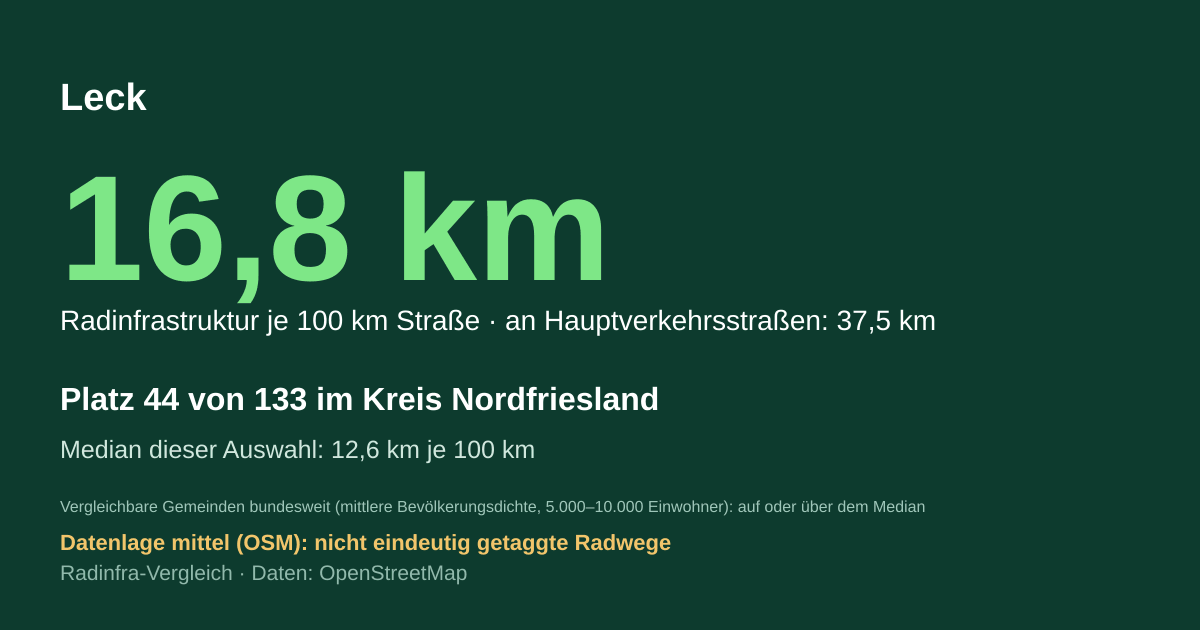 Leck
16,8 km
Radinfrastruktur je 100 km Straße · an Hauptverkehrsstraßen: 37,5 km
Platz 44 von 133 im Kreis Nordfriesland
Median dieser Auswahl: 12,6 km je 100 km
Vergleichbare Gemeinden bundesweit (mittlere Bevölkerungsdichte, 5.000–10.000 Einwohner): auf oder über dem Median
Datenlage mittel (OSM): nicht eindeutig getaggte Radwege
Radinfra-Vergleich · Daten: OpenStreetMap